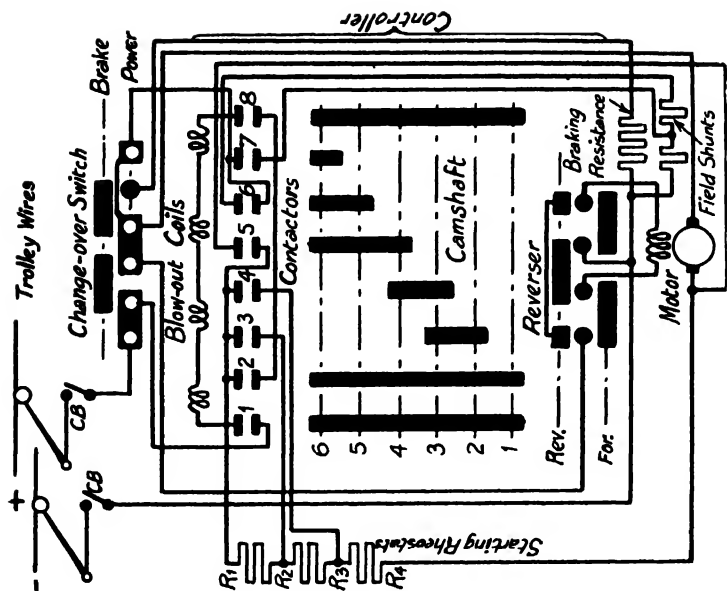 Controller
Trolley Wires
+
−
CB
CB
Change-over Switch
Brake
Power
Blow-out Coils
1 2 3 4 5 6 7 8
Contactors
6
5
4
3
2
1
Camshaft
Reverser
Rev.
For.
Braking
Resistance
Field Shunts
Motor
Starting Rheostats
R1
R2
R3
R4